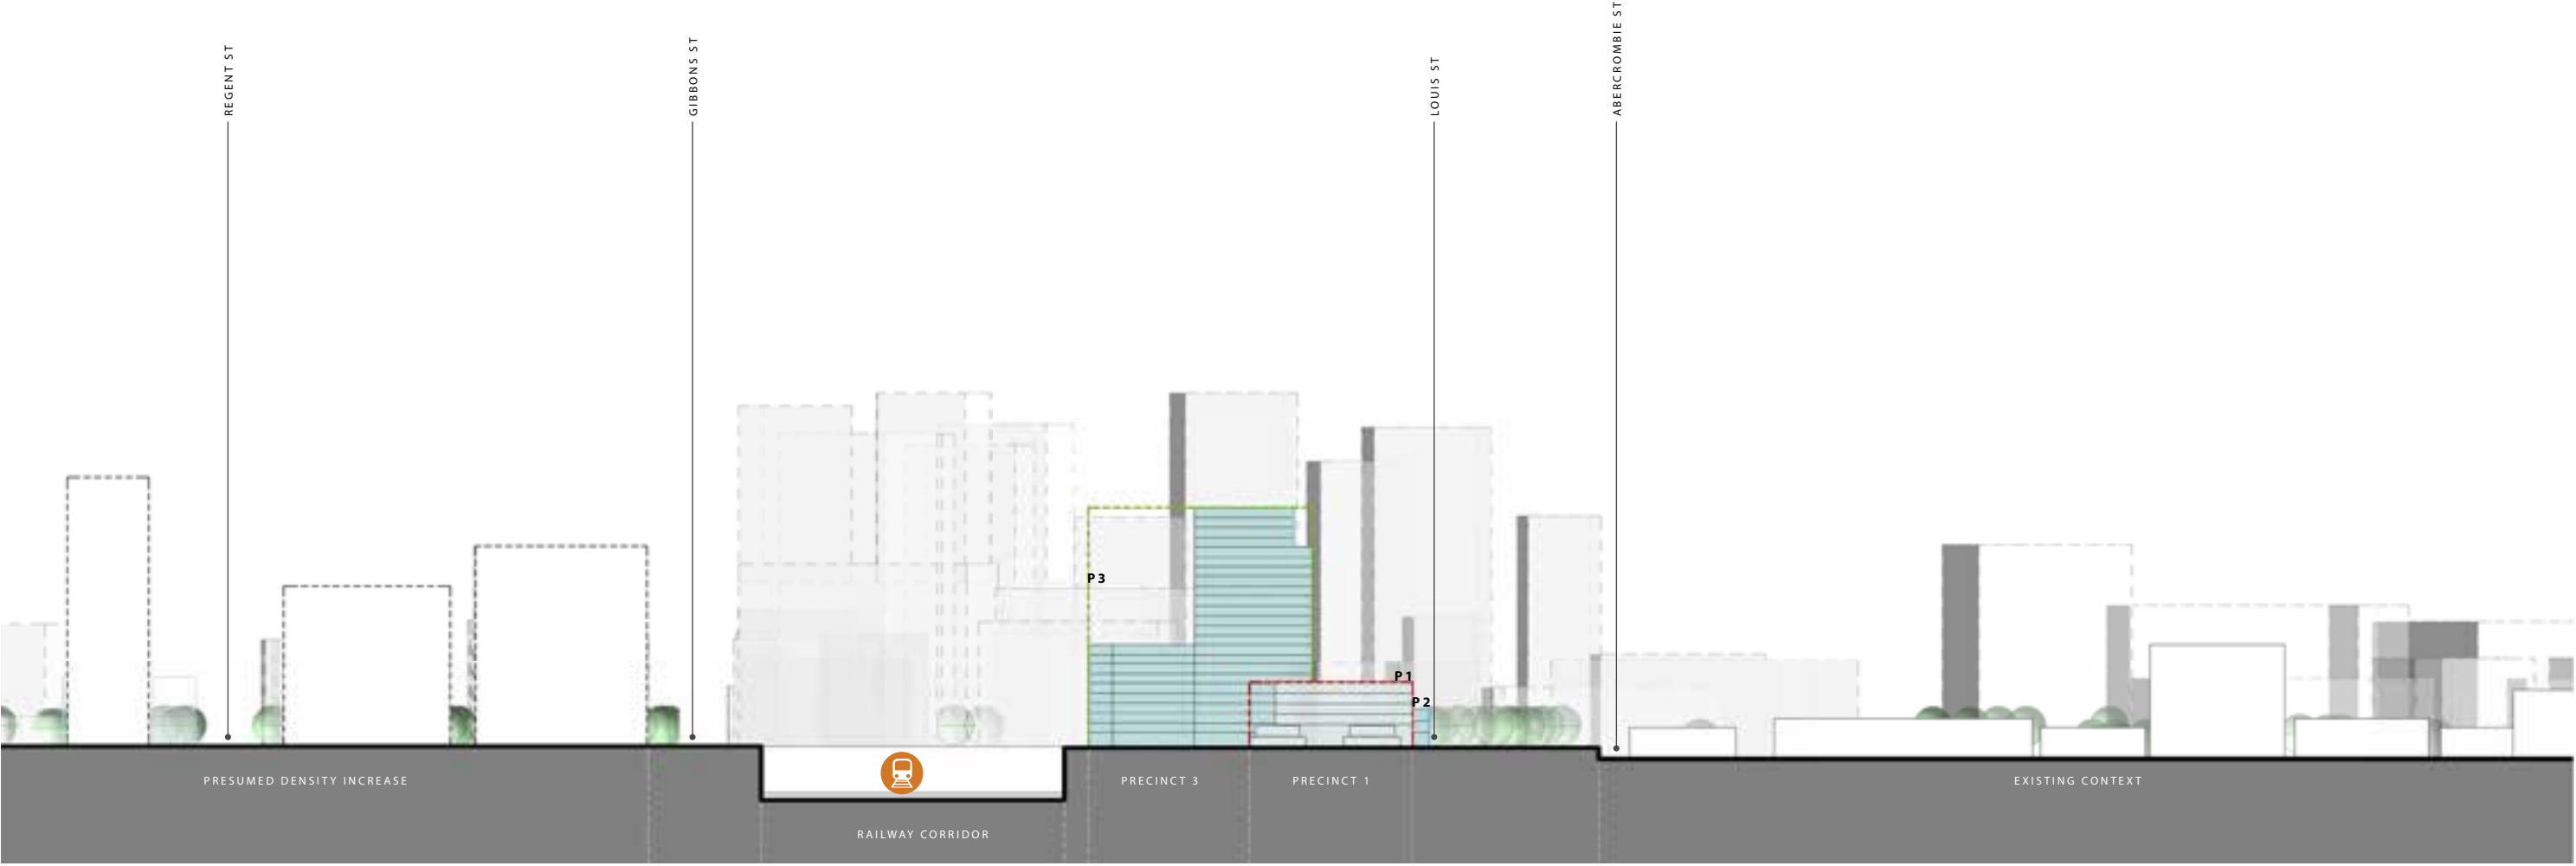 REGENT ST
GIBBONS ST
LOUIS ST
ABERCROMBIE ST
P3
P1
P2
PRESUMED DENSITY INCREASE
PRECINCT 3
PRECINCT 1
EXISTING CONTEXT
RAILWAY CORRIDOR